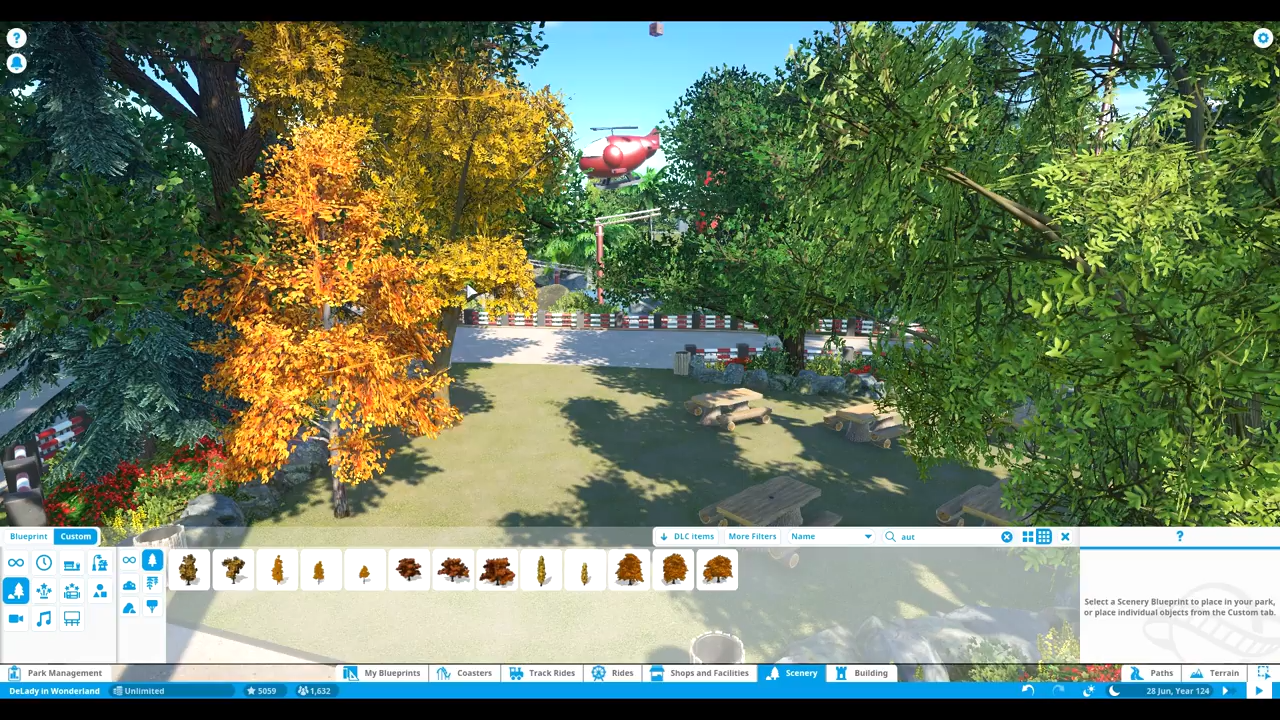 Blueprint Custom
DLC items More Filters Name aut
?
Select a Scenery Blueprint to place in your park,
or place individual objects from the Custom tab.
Park Management My Blueprints Coasters Track Rides Rides Shops and Facilities Scenery Building Paths Terrain
DeLady in Wonderland Unlimited 5059 1,632 28 Jun, Year 124